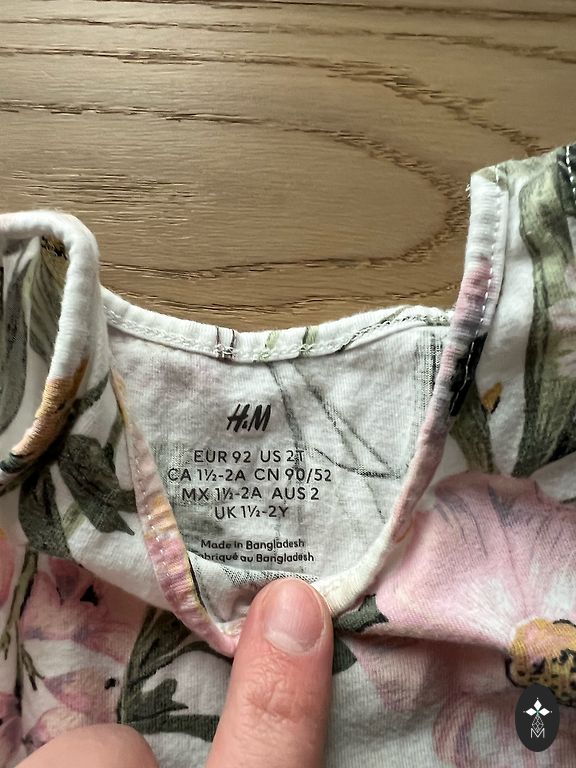 H&M
EUR 92 US 2T
CA 1½-2A CN 90/52
MX 1½-2A AUS 2
UK 1½-2Y
Made in Bangladesh
abriqué au Bangladesh
M